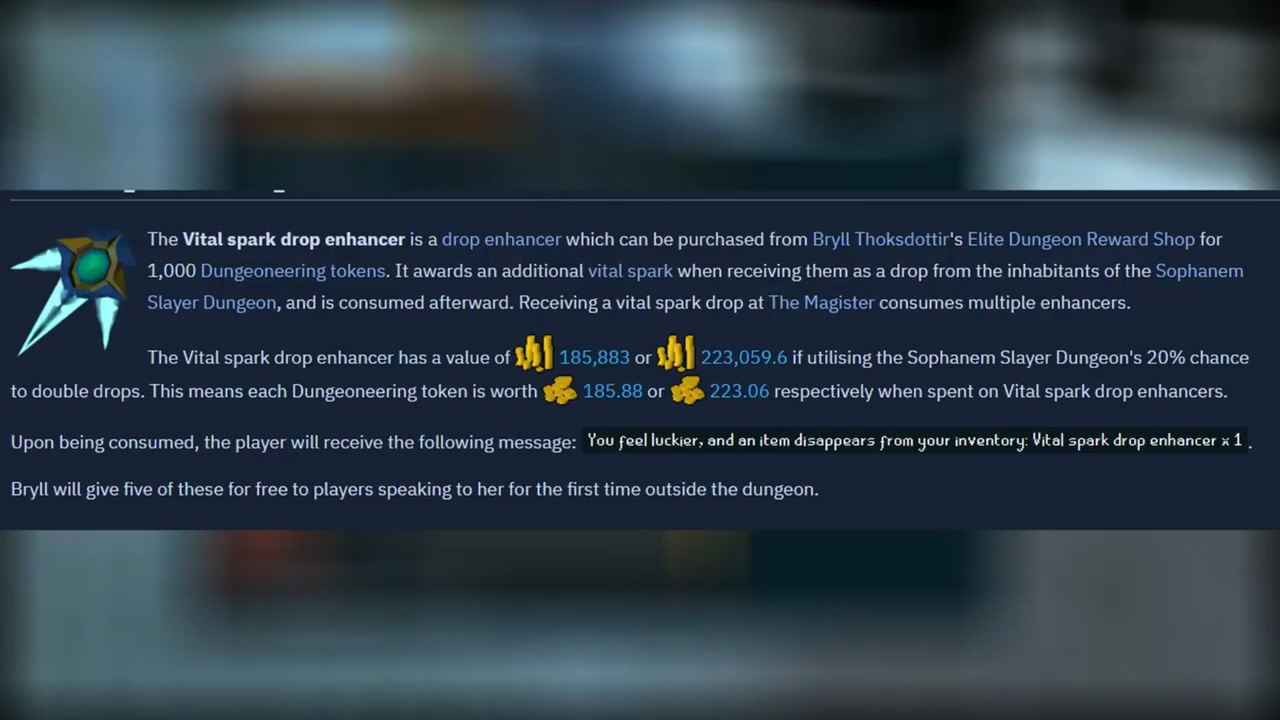 The Vital spark drop enhancer is a drop enhancer which can be purchased from Bryll Thoksdottir's Elite Dungeon Reward Shop for
1,000 Dungeoneering tokens. It awards an additional vital spark when receiving them as a drop from the inhabitants of the Sophanem
Slayer Dungeon, and is consumed afterward. Receiving a vital spark drop at The Magister consumes multiple enhancers.
The Vital spark drop enhancer has a value of 185,883 or 223,059.6 if utilising the Sophanem Slayer Dungeon's 20% chance
to double drops. This means each Dungeoneering token is worth 185.88 or 223.06 respectively when spent on Vital spark drop enhancers.
Upon being consumed, the player will receive the following message: You feel luckier, and an item disappears from your inventory: Vital spark drop enhancer x 1.
Bryll will give five of these for free to players speaking to her for the first time outside the dungeon.